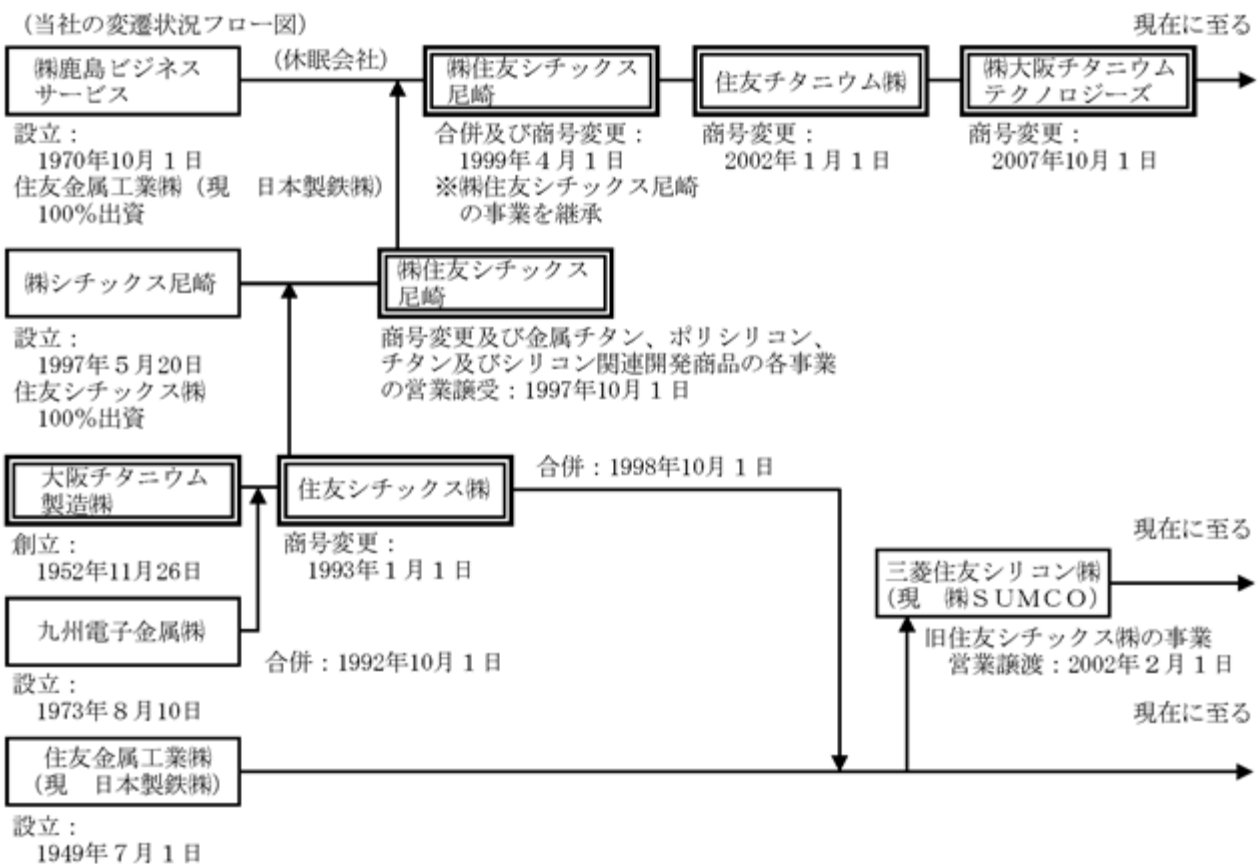 (当社の変遷状況フロー図)
現在に至る
㈱鹿島ビジネス
サービス
(休眠会社)
㈱住友シチックス
尼崎
住友チタニウム㈱
㈱大阪チタニウム
テクノロジーズ
設立:
1970年10月1日
住友金属工業㈱(現 日本製鉄㈱)
100%出資
合併及び商号変更:
1999年4月1日
※㈱住友シチックス尼崎
の事業を継承
商号変更:
2002年1月1日
商号変更:
2007年10月1日
㈱シチックス尼崎
㈱住友シチックス
尼崎
設立:
1997年5月20日
住友シチックス㈱
100%出資
商号変更及び金属チタン、ポリシリコン、
チタン及びシリコン関連開発商品の各事業
の営業譲受:1997年10月1日
大阪チタニウム
製造㈱
住友シチックス㈱
合併:1998年10月1日
創立:
1952年11月26日
商号変更:
1993年1月1日
現在に至る
三菱住友シリコン㈱
(現 ㈱SUMCO)
九州電子金属㈱
合併:1992年10月1日
旧住友シチックス㈱の事業
営業譲渡:2002年2月1日
設立:
1973年8月10日
現在に至る
住友金属工業㈱
(現 日本製鉄㈱)
設立:
1949年7月1日